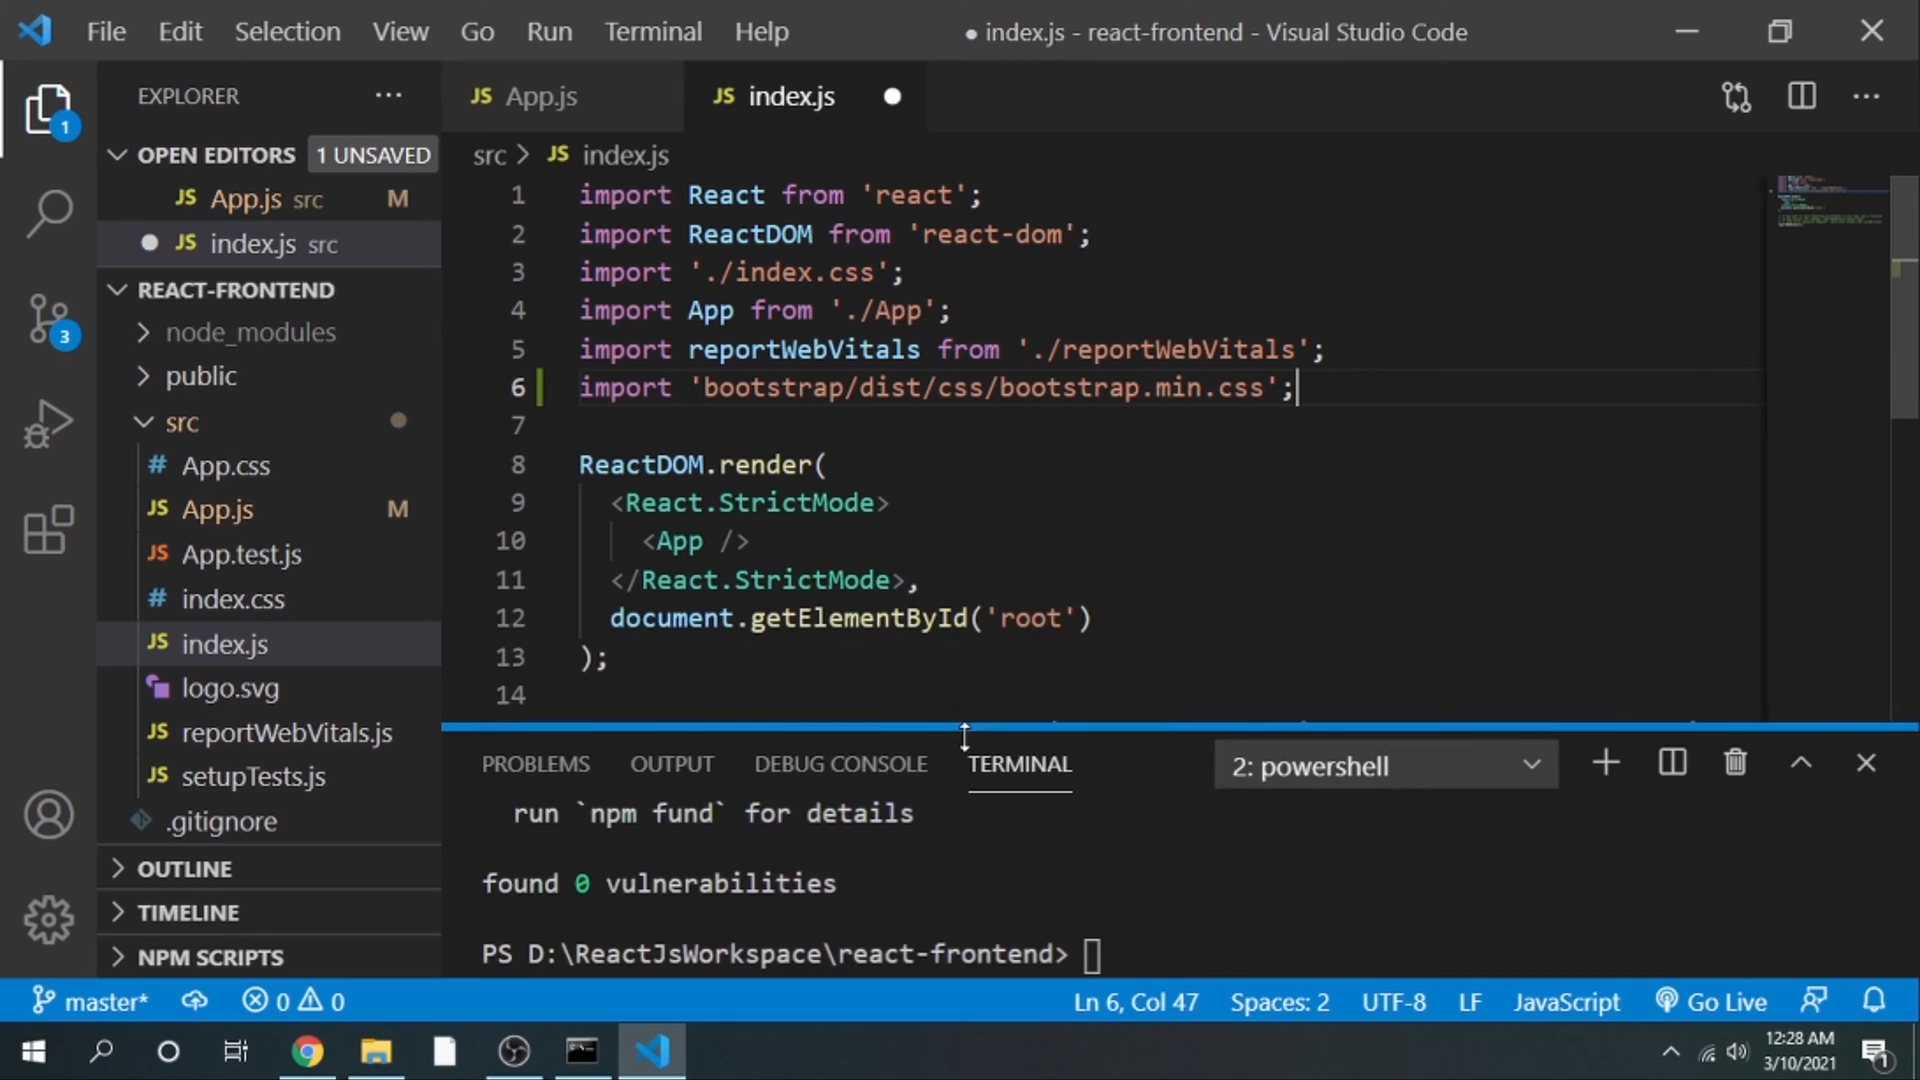 File Edit Selection View Go Run Terminal Help
● index.js - react-frontend - Visual Studio Code
EXPLORER
JS App.js
JS index.js
OPEN EDITORS
1 UNSAVED
JS App.js src M
JS index.js src
REACT-FRONTEND
node_modules
public
src
# App.css
JS App.js M
JS App.test.js
# index.css
JS index.js
logo.svg
JS reportWebVitals.js
JS setupTests.js
.gitignore
OUTLINE
TIMELINE
NPM SCRIPTS
1
3
src > JS index.js
1 import React from 'react';
2 import ReactDOM from 'react-dom';
3 import './index.css';
4 import App from './App';
5 import reportWebVitals from './reportWebVitals';
6 import 'bootstrap/dist/css/bootstrap.min.css';
7
8 ReactDOM.render(
9 <React.StrictMode>
10 <App />
11 </React.StrictMode>,
12 document.getElementById('root')
13 );
14
PROBLEMS OUTPUT DEBUG CONSOLE TERMINAL
2: powershell
run `npm fund` for details
found 0 vulnerabilities
PS D:\ReactJsWorkspace\react-frontend>
master* 0 0
Ln 6, Col 47 Spaces: 2 UTF-8 LF JavaScript Go Live
12:28 AM
3/10/2021
1